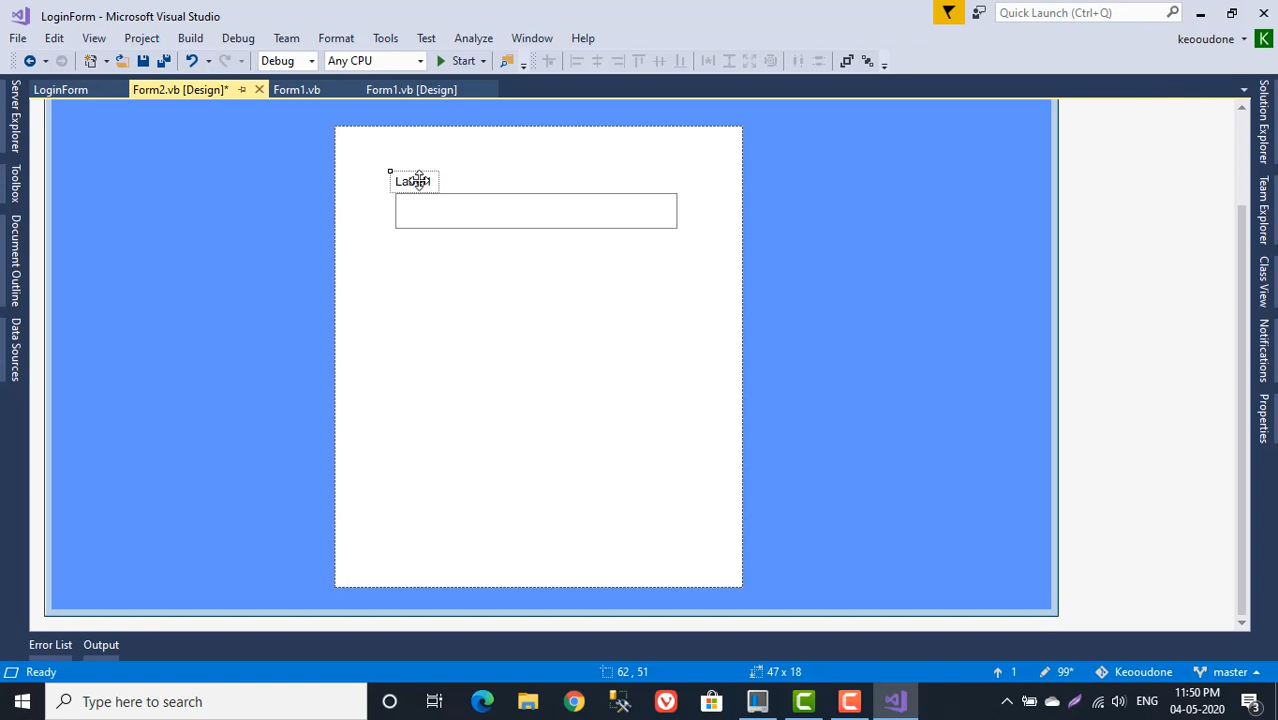 LoginForm - Microsoft Visual Studio
Quick Launch (Ctrl+Q)
File Edit View Project Build Debug Team Format Tools Test Analyze Window Help
keooudone
K
Debug Any CPU Start
LoginForm Form2.vb [Design]* Form1.vb Form1.vb [Design]
Server Explorer
Toolbox
Document Outline
Data Sources
Solution Explorer
Team Explorer
Class View
Notifications
Properties
Error List Output
Ready 62 , 51 47 x 18 1 99* Keooudone master
Type here to search
ENG
11:50 PM
04-05-2020
3